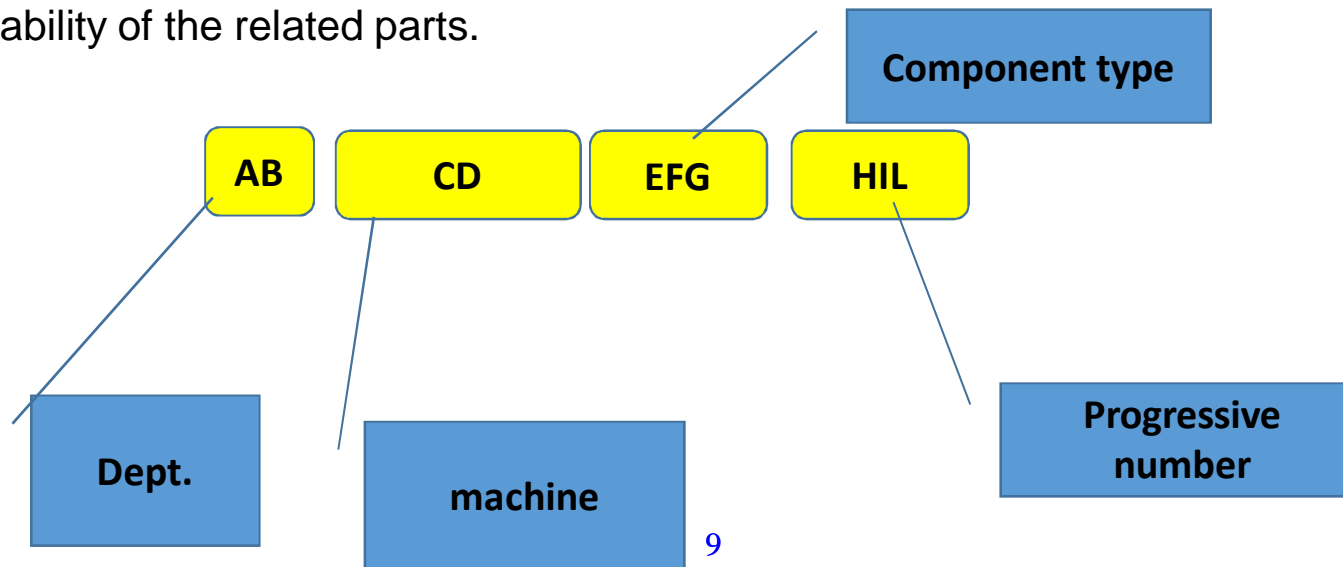 ability of the related parts.
Component type
AB CD EFG HIL
Dept.
machine
Progressive
number
9